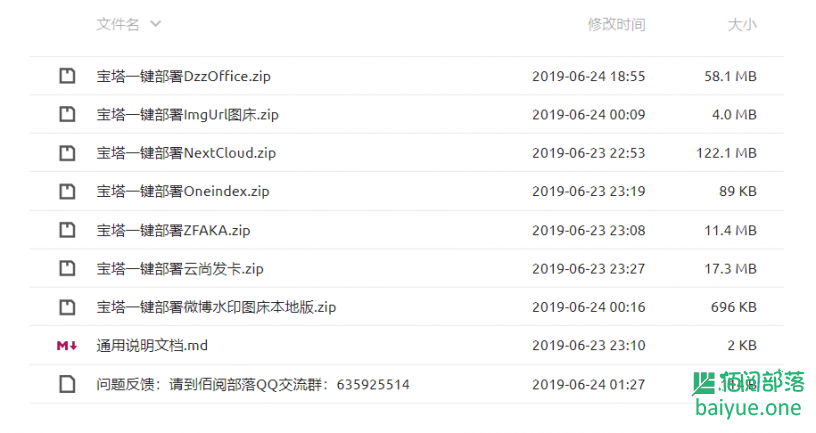 文件名 修改时间 大小
宝塔一键部署DzzOffice.zip 2019-06-24 18:55 58.1 MB
宝塔一键部署ImgUrl图床.zip 2019-06-24 00:09 4.0 MB
宝塔一键部署NextCloud.zip 2019-06-23 22:53 122.1 MB
宝塔一键部署Oneindex.zip 2019-06-23 23:19 89 KB
宝塔一键部署ZFAKA.zip 2019-06-23 23:08 11.4 MB
宝塔一键部署云尚发卡.zip 2019-06-23 23:27 17.3 MB
宝塔一键部署微博水印图床本地版.zip 2019-06-24 00:16 696 KB
M↓ 通用说明文档.md 2019-06-23 23:10 2 KB
问题反馈：请到佰阅部落QQ交流群：635925514 2019-06-24 01:27
佰阅部落
baiyue.one